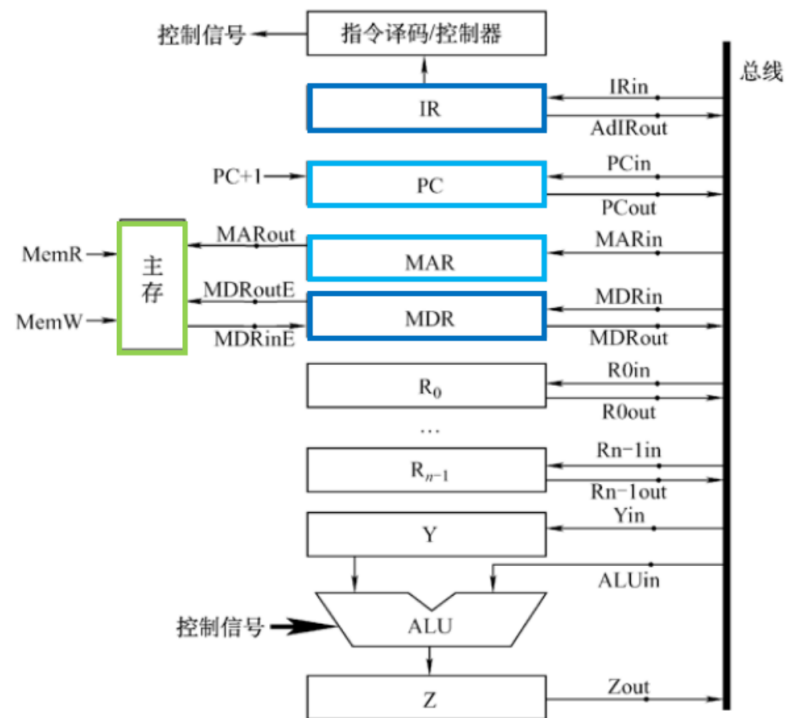 控制信号
指令译码/控制器
总线
IRin
IR
AdIRout
PCin
PC+1
PC
PCout
MARout
MARin
MemR
MAR
主存
MDRoutE
MDRin
MDR
MemW
MDRinE
MDRout
R0in
R0
R0out
...
Rn-1in
Rn-1
Rn-1out
Yin
Y
ALUin
控制信号
ALU
Zout
Z